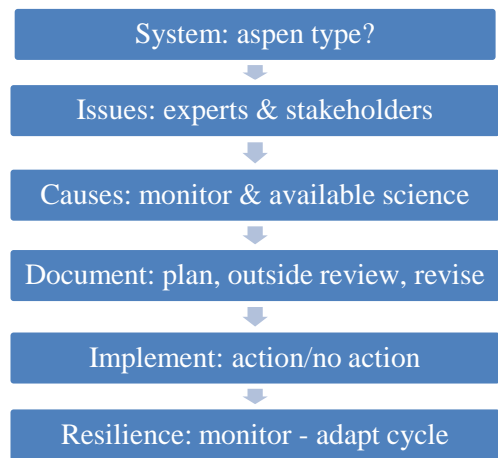 System: aspen type?
Issues: experts & stakeholders
Causes: monitor & available science
Document: plan, outside review, revise
Implement: action/no action
Resilience: monitor - adapt cycle